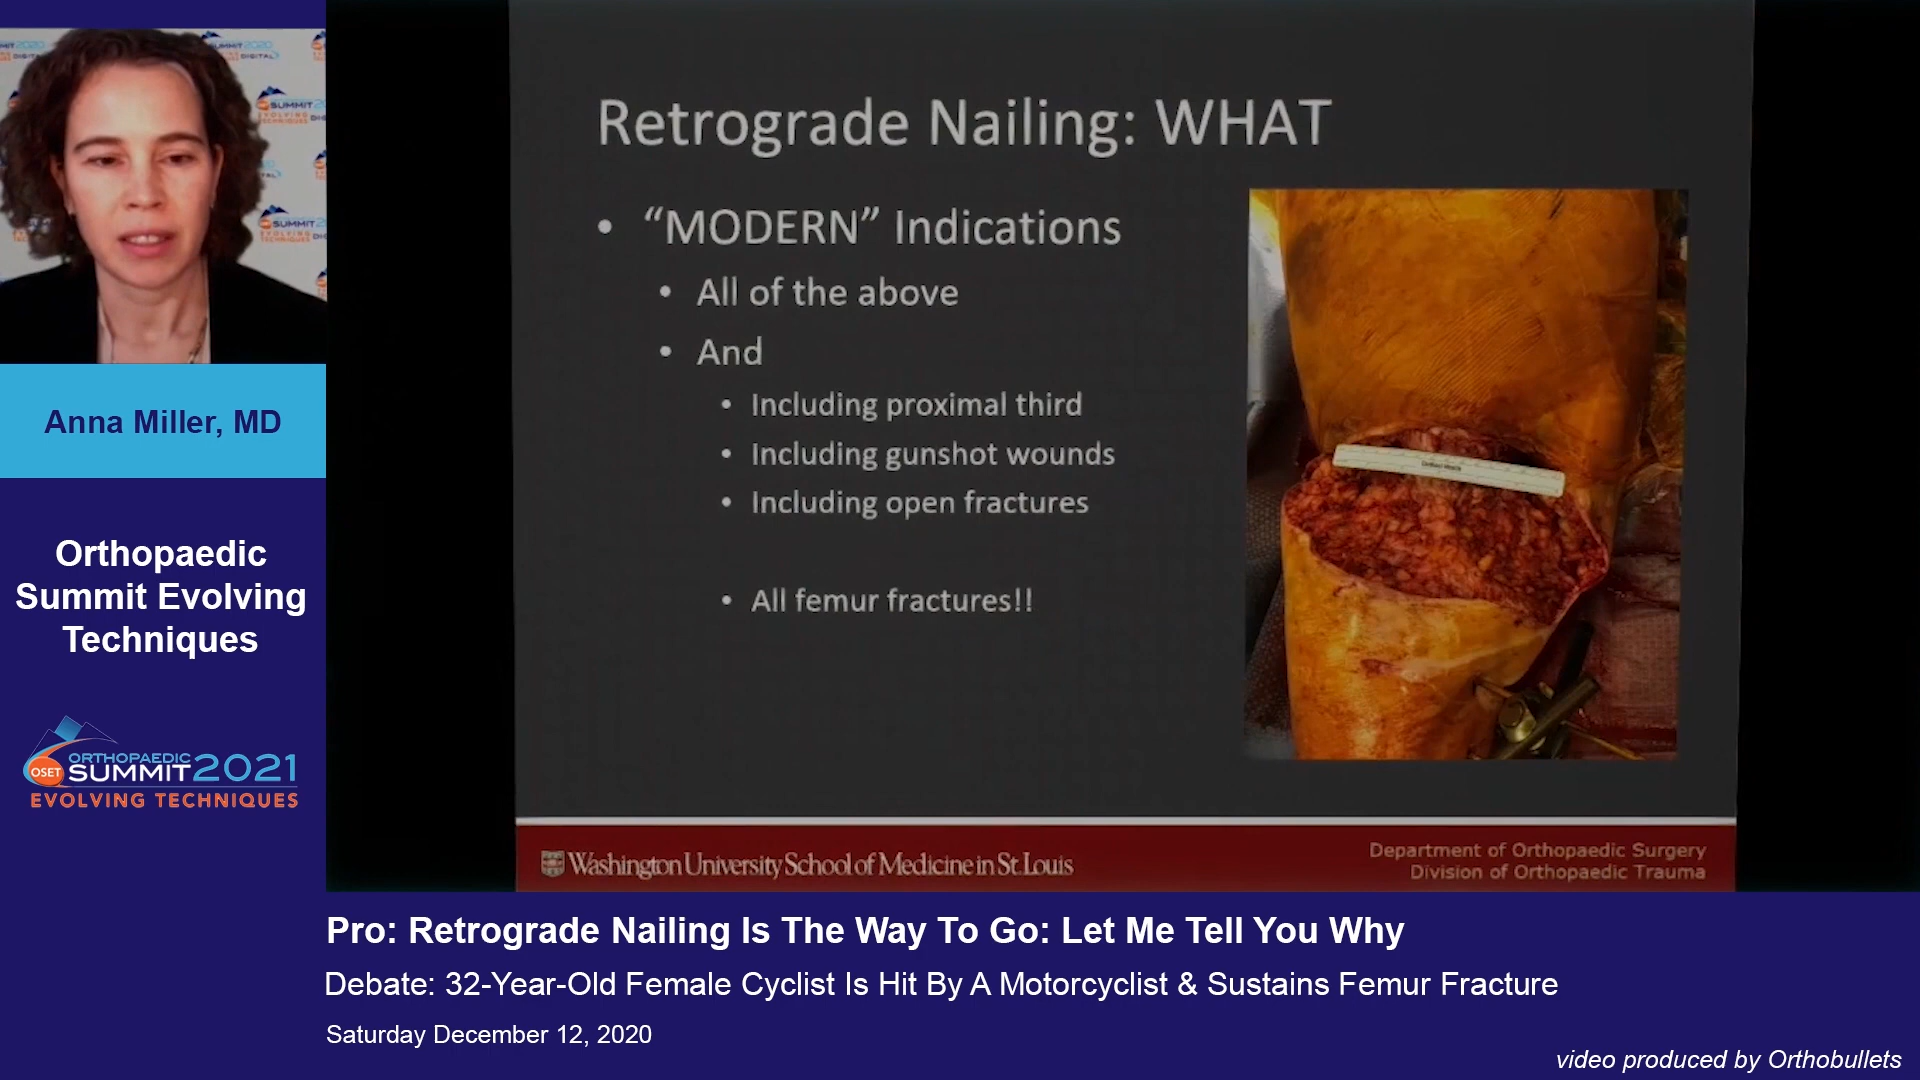 Retrograde Nailing: WHAT
• “MODERN” Indications
• All of the above
• And
• Including proximal third
• Including gunshot wounds
• Including open fractures
• All femur fractures!!
Washington University School of Medicine in St. Louis
Department of Orthopaedic Surgery
Division of Orthopaedic Trauma
Anna Miller, MD
Orthopaedic
Summit Evolving
Techniques
OSET
ORTHOPAEDIC
SUMMIT 2021
EVOLVING TECHNIQUES
Pro: Retrograde Nailing Is The Way To Go: Let Me Tell You Why
Debate: 32-Year-Old Female Cyclist Is Hit By A Motorcyclist & Sustains Femur Fracture
Saturday December 12, 2020
video produced by Orthobullets